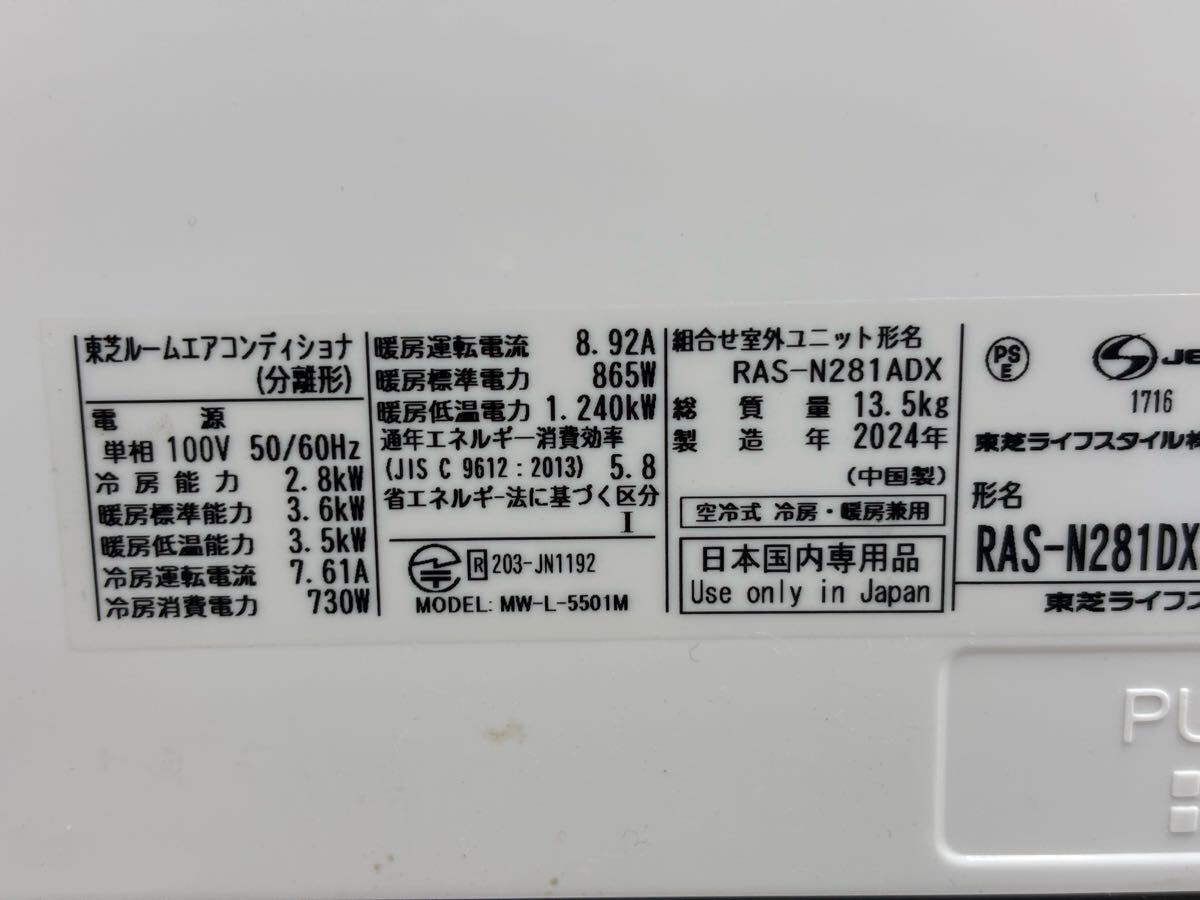 東芝ルームエアコンディショナ
(分離形)
電 源
単相 100V 50/60Hz
冷房能力 2.8kW
暖房標準能力 3.6kW
暖房低温能力 3.5kW
冷房運転電流 7.61A
冷房消費電力 730W
暖房運転電流 8.92A
暖房標準電力 865W
暖房低温電力 1.240kW
通年エネルギー消費効率
(JIS C 9612:2013) 5.8
省エネルギー法に基づく区分
I
R 203-JN1192
MODEL: MW-L-5501M
組合せ室外ユニット形名
RAS-N281ADX
総質量 13.5kg
製造年 2024年
(中国製)
空冷式 冷房・暖房兼用
日本国内専用品
Use only in Japan
PS
E
JE
1716
東芝ライフスタイル株
形名
RAS-N281DX
東芝ライフス
PU